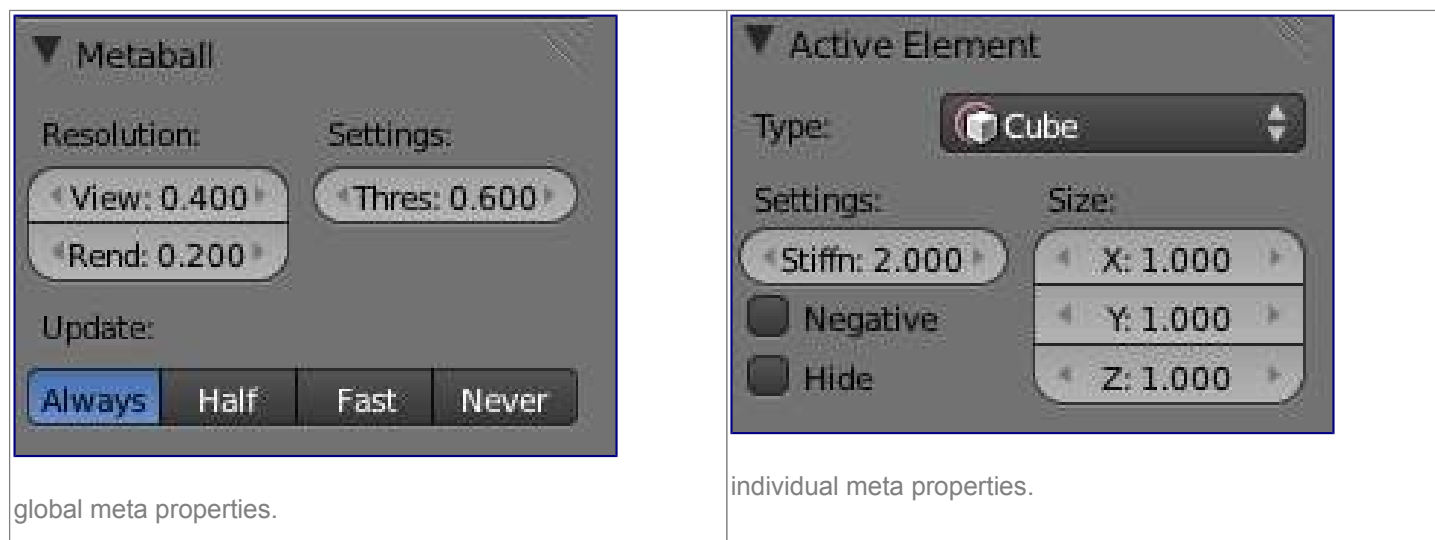 Metaball
Resolution: Settings:
View: 0.400 Thres: 0.600
Rend: 0.200
Update:
Always Half Fast Never
global meta properties.
Active Element
Type: Cube
Settings: Size:
Stiffn: 2.000 X: 1.000
Negative Y: 1.000
Hide Z: 1.000
individual meta properties.